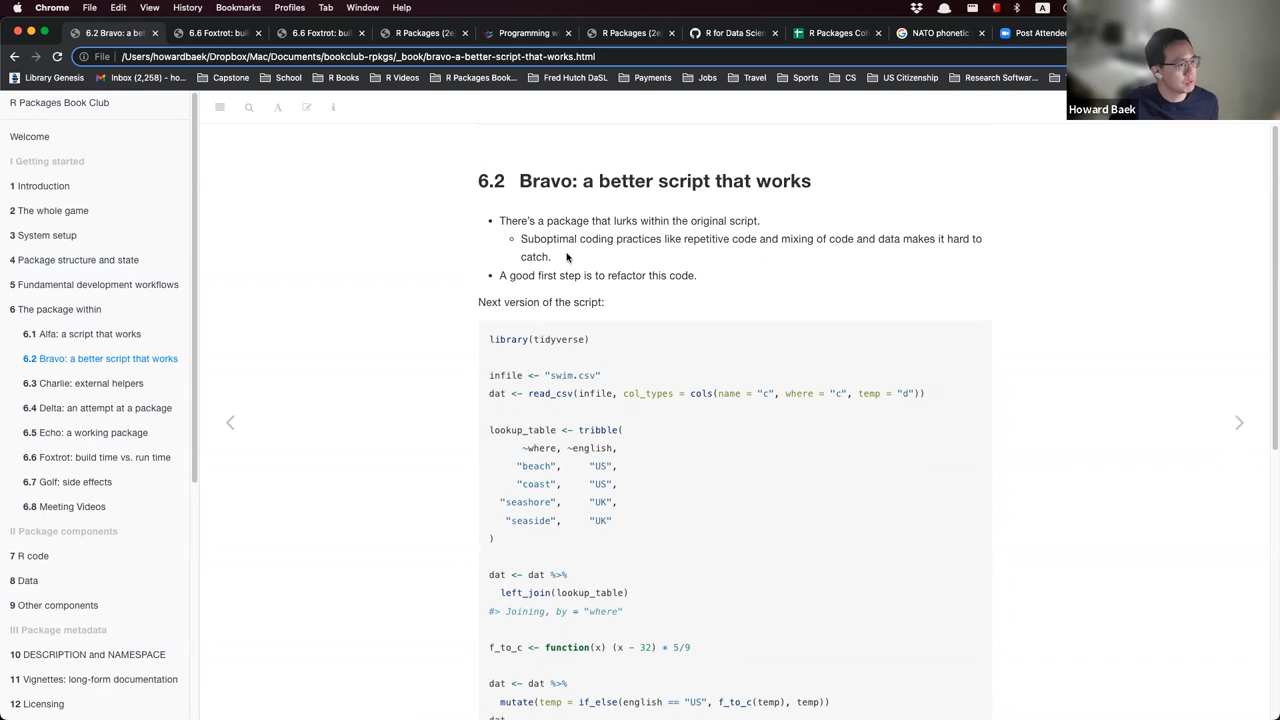 Chrome File Edit View History Bookmarks Profiles Tab Window Help
6.2 Bravo: a bet
6.6 Foxtrot: buil
6.6 Foxtrot: buil
R Packages (2e)
Programming w
R Packages (2e,
R for Data Scien
R Packages Bool
NATO phonetic
Post Attendee
File /Users/howardbaek/Dropbox/Mac/Documents/bookclub-rpkgs/_book/bravo-a-better-script-that-works.html
Library Genesis Inbox (2,258) - ho... Capstone School R Books R Videos R Packages Book... Fred Hutch DaSL Payments Jobs Travel Sports CS US Citizenship Research Softwar...
Howard Baek
R Packages Book Club
Welcome
I Getting started
1 Introduction
2 The whole game
3 System setup
4 Package structure and state
5 Fundamental development workflows
6 The package within
6.1 Alfa: a script that works
6.2 Bravo: a better script that works
6.3 Charlie: external helpers
6.4 Delta: an attempt at a package
6.5 Echo: a working package
6.6 Foxtrot: build time vs. run time
6.7 Golf: side effects
6.8 Meeting Videos
II Package components
7 R code
8 Data
9 Other components
III Package metadata
10 DESCRIPTION and NAMESPACE
11 Vignettes: long-form documentation
12 Licensing
6.2 Bravo: a better script that works
There's a package that lurks within the original script.
Suboptimal coding practices like repetitive code and mixing of code and data makes it hard to
catch.
A good first step is to refactor this code.
Next version of the script:
library(tidyverse)
infile <- "swim.csv"
dat <- read_csv(infile, col_types = cols(name = "c", where = "c", temp = "d"))
lookup_table <- tribble(
~where, ~english,
"beach", "US",
"coast", "US",
"seashore", "UK",
"seaside", "UK"
)
dat <- dat %>%
left_join(lookup_table)
#> Joining, by = "where"
f_to_c <- function(x) (x - 32) * 5/9
dat <- dat %>%
mutate(temp = if_else(english == "US", f_to_c(temp), temp))
dat